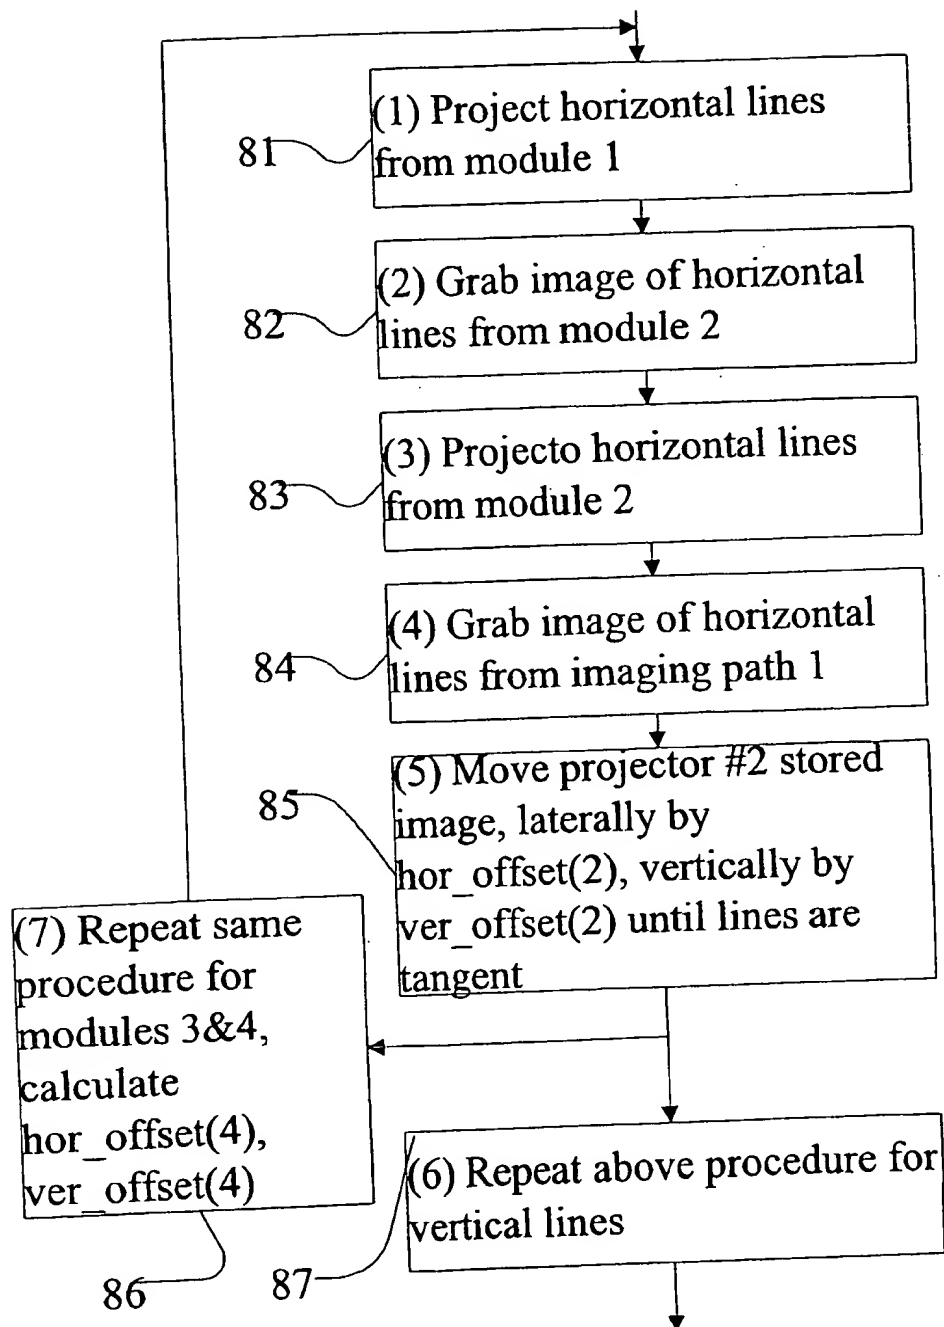 (1) Project horizontal lines
from module 1
81
(2) Grab image of horizontal
lines from module 2
82
(3) Projecto horizontal lines
from module 2
83
(4) Grab image of horizontal
lines from imaging path 1
84
(5) Move projector #2 stored
image, laterally by
hor_offset(2), vertically by
ver_offset(2) until lines are
tangent
85
(7) Repeat same
procedure for
modules 3&4,
calculate
hor_offset(4),
ver_offset(4)
86
(6) Repeat above procedure for
vertical lines
87